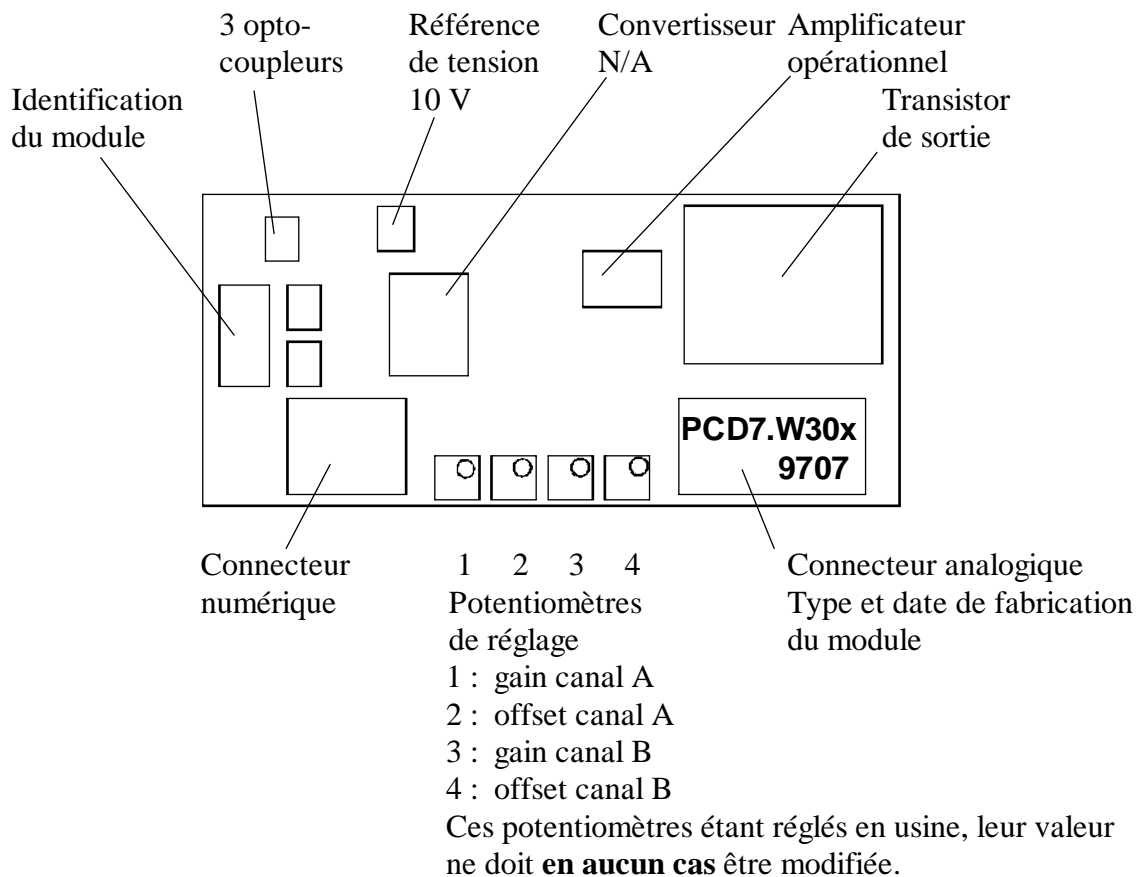 3 opto-
coupleurs
Référence
de tension
10 V
Convertisseur
N/A
Amplificateur
opérationnel
Identification
du module
Transistor
de sortie
PCD7.W30x
9707
Connecteur
numérique
1 2 3 4
Potentiomètres
de réglage
1 : gain canal A
2 : offset canal A
3 : gain canal B
4 : offset canal B
Ces potentiomètres étant réglés en usine, leur valeur
ne doit en aucun cas être modifiée.
Connecteur analogique
Type et date de fabrication
du module